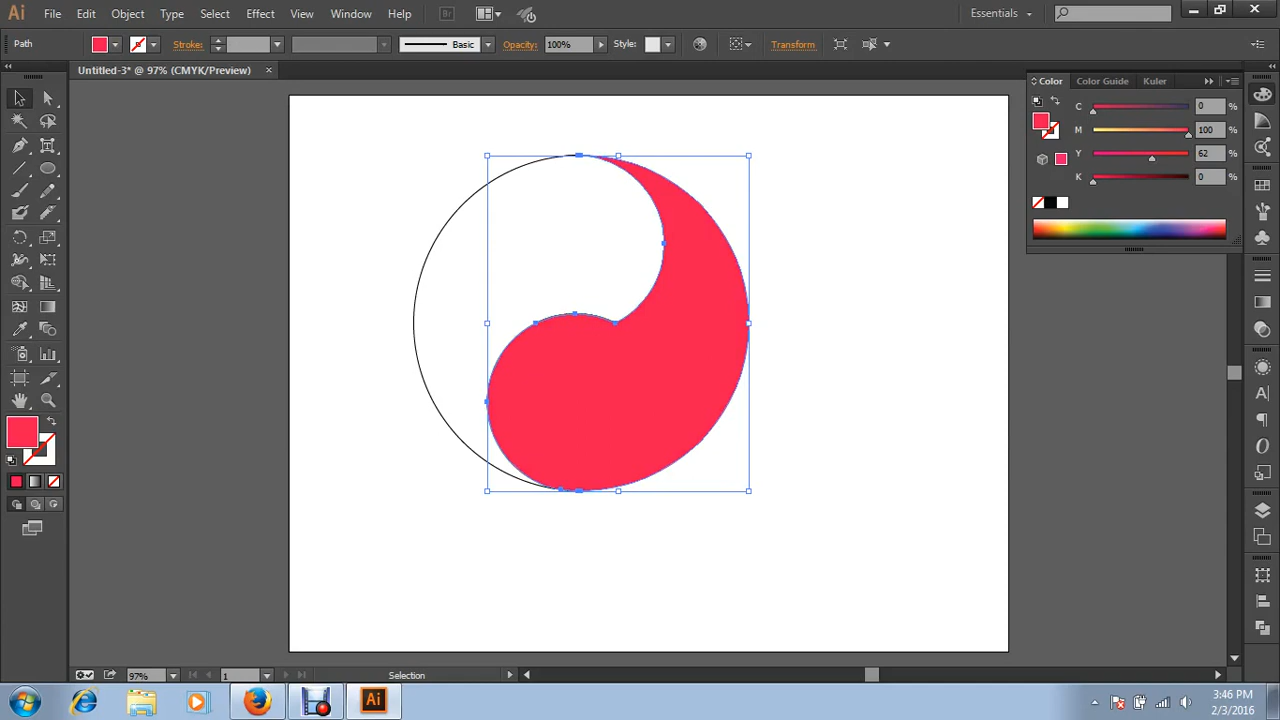 Ai File Edit Object Type Select Effect View Window Help Br Essentials
Path Stroke: Basic Opacity: 100% Style: Transform
Untitled-3* @ 97% (CMYK/Preview) ×
Color Color Guide Kuler
C 0 %
M 100 %
Y 62 %
K 0 %
97% 1 Selection
Ai
3:46 PM
2/3/2016